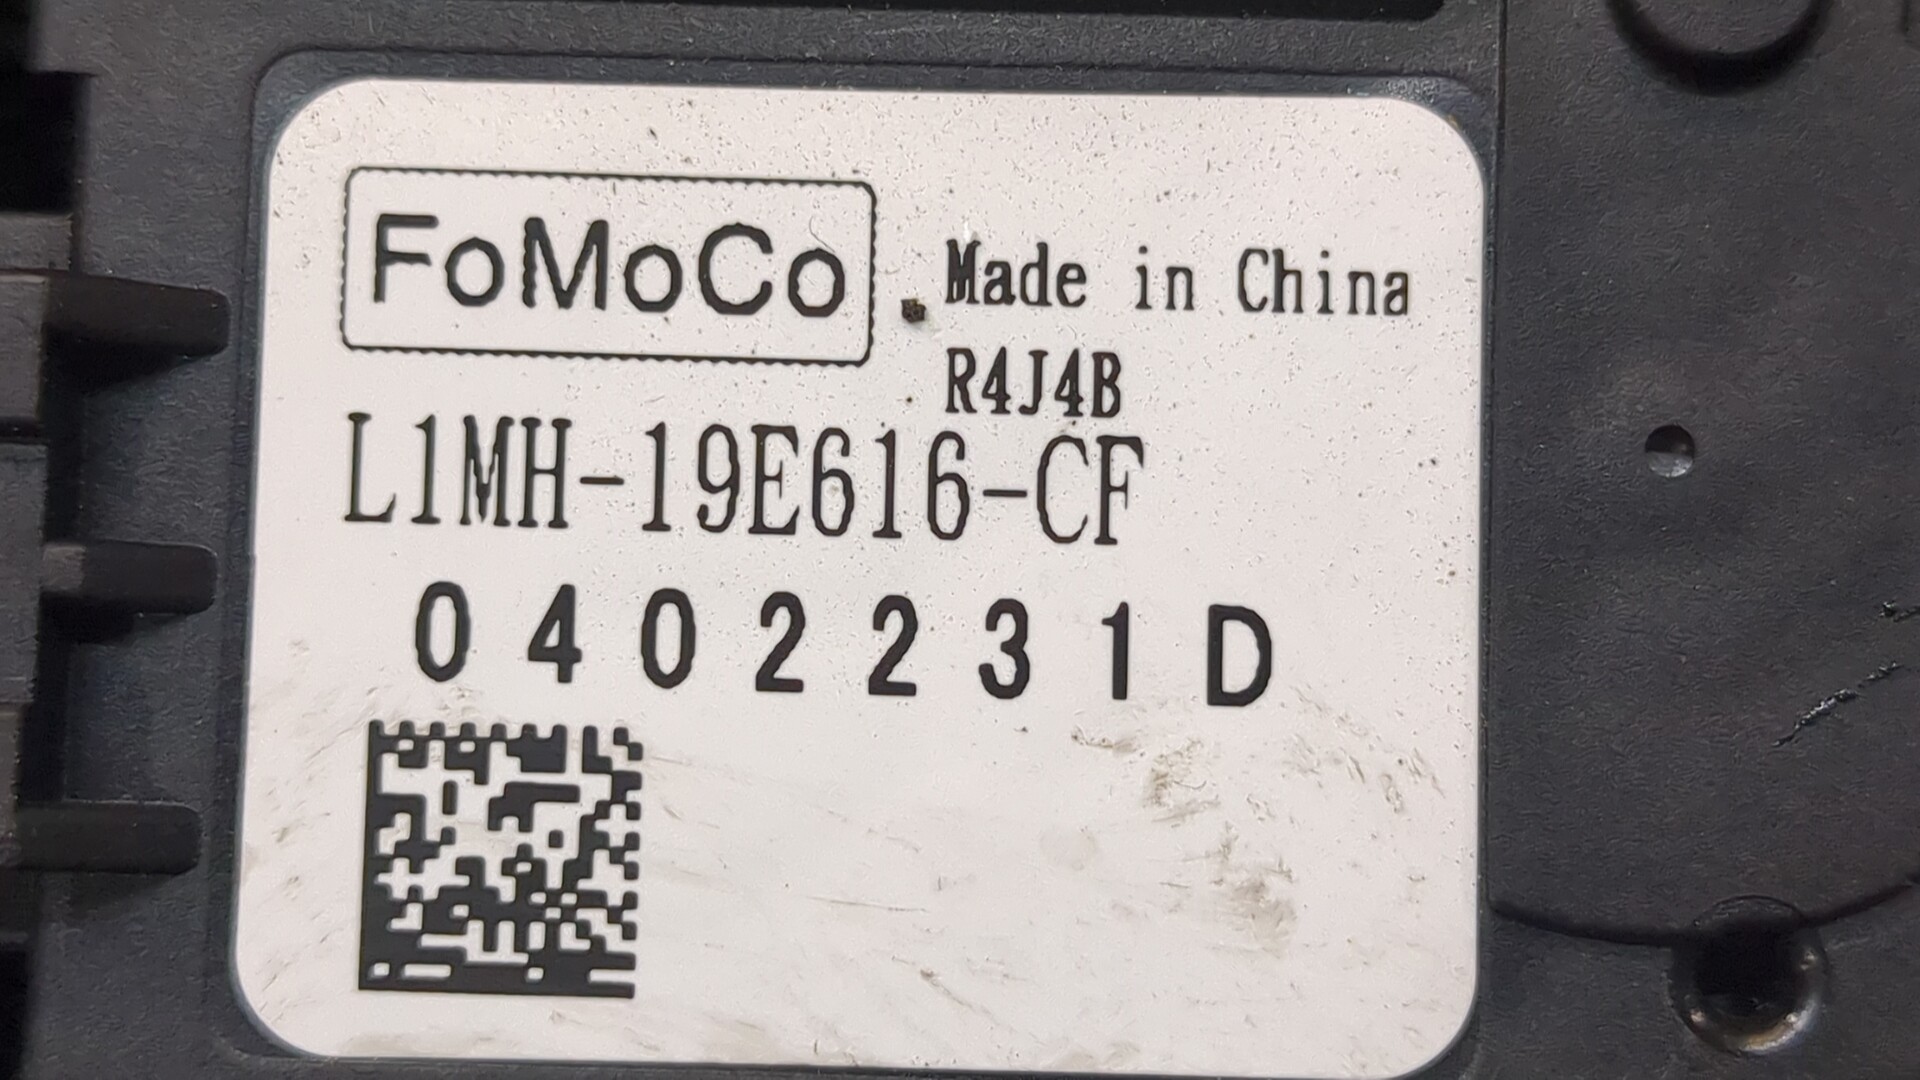 FoMoCo
Made in China
R4J4B
L1MH-19E616-CF
0402231D